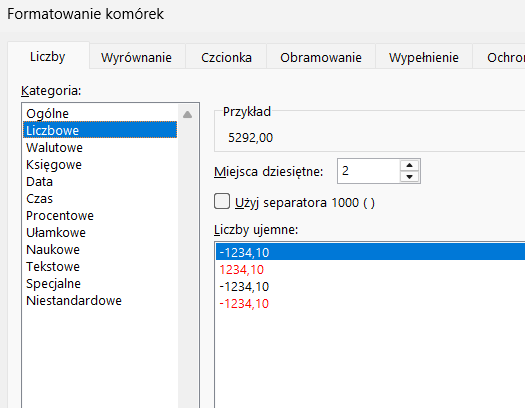 Formatowanie komórek
Liczby Wyrównanie Czcionka Obramowanie Wypełnienie Ochron
Kategoria:
Ogólne
Liczbowe
Walutowe
Księgowe
Data
Czas
Procentowe
Ułamkowe
Naukowe
Tekstowe
Specjalne
Niestandardowe
Przykład
5292,00
Miejsca dziesiętne: 2
Użyj separatora 1000 ( )
Liczby ujemne:
-1234,10
1234,10
-1234,10
-1234,10